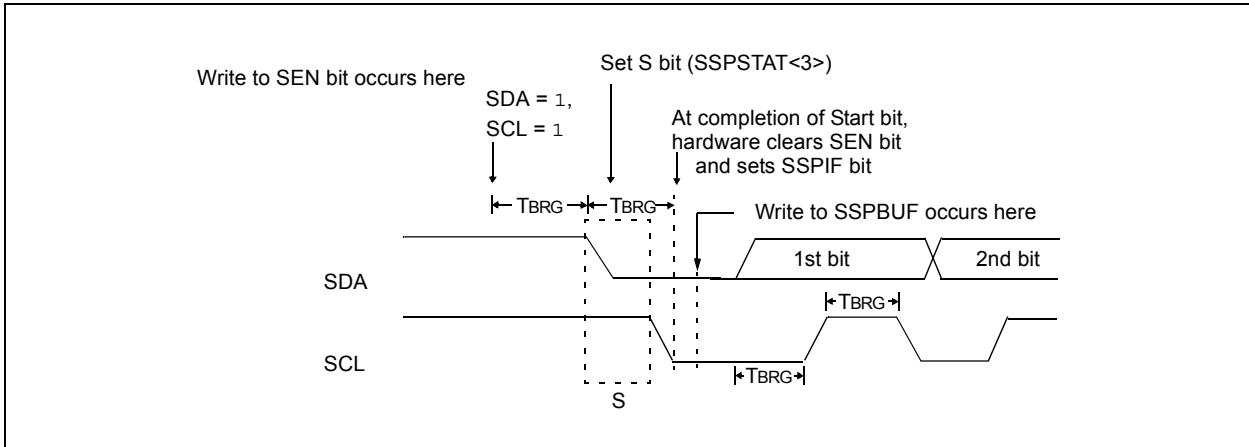 Set S bit (SSPSTAT<3>)
Write to SEN bit occurs here
SDA = 1,
SCL = 1
At completion of Start bit,
hardware clears SEN bit
and sets SSPIF bit
TBRG
TBRG
Write to SSPBUF occurs here
1st bit
2nd bit
SDA
TBRG
SCL
TBRG
S